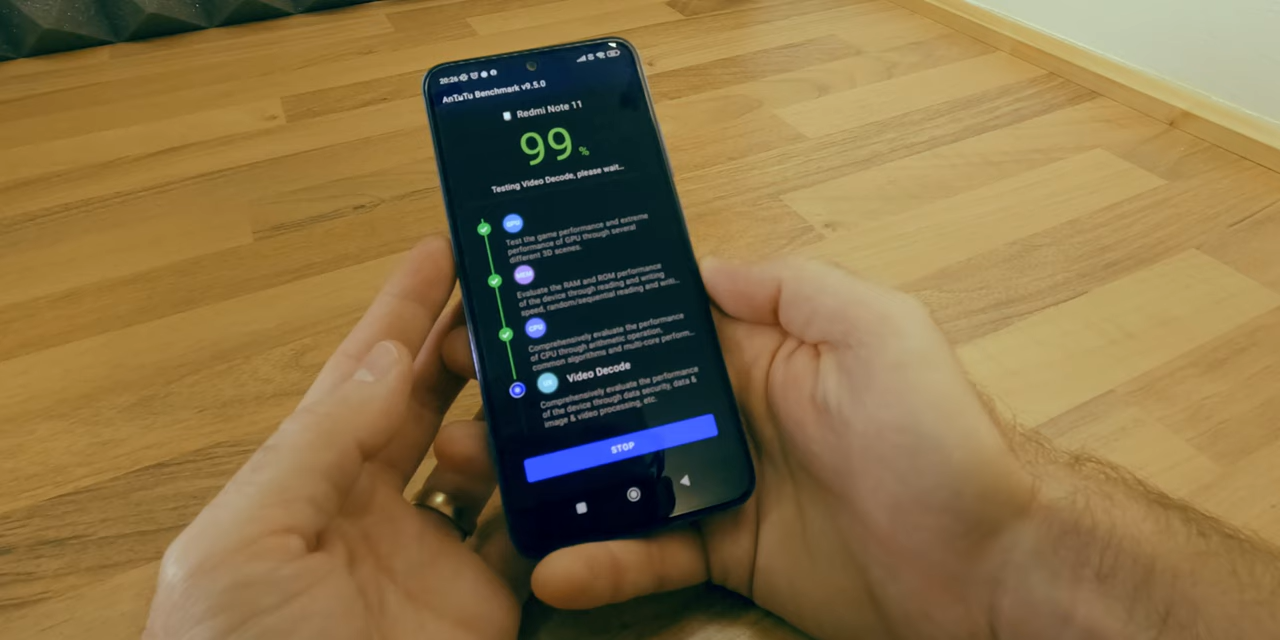 20:26
AnTuTu Benchmark v9.5.0
Redmi Note 11
99 %
Testing Video Decode, please wait...
GPU
Test the game performance and extreme
performance of GPU through several
different 3D scenes.
MEM
Evaluate the RAM and ROM performance
of the device through reading and writing
speed, random/sequential reading and writi...
CPU
Comprehensively evaluate the performance
of CPU through arithmetic operation,
common algorithms and multi-core perform...
UX
Video Decode
Comprehensively evaluate the performance
of the device through data security, data &
image & video processing, etc.
STOP